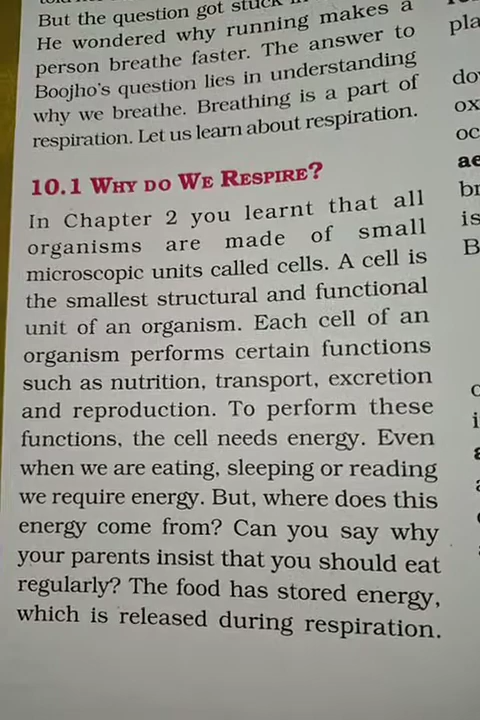 But the question got stuck
He wondered why running makes a
person breathe faster. The answer to
Boojho's question lies in understanding
why we breathe. Breathing is a part of
respiration. Let us learn about respiration.
10.1 WHY DO WE RESPIRE?
In Chapter 2 you learnt that all
organisms are made of small
microscopic units called cells. A cell is
the smallest structural and functional
unit of an organism. Each cell of an
organism performs certain functions
such as nutrition, transport, excretion
and reproduction. To perform these
functions, the cell needs energy. Even
when we are eating, sleeping or reading
we require energy. But, where does this
energy come from? Can you say why
your parents insist that you should eat
regularly? The food has stored energy,
which is released during respiration.